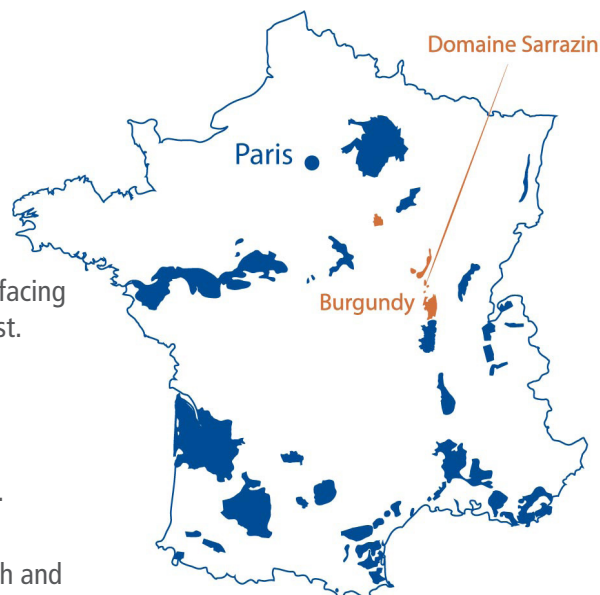 Domaine Sarrazin
Paris
facing
Burgundy
st.
h and